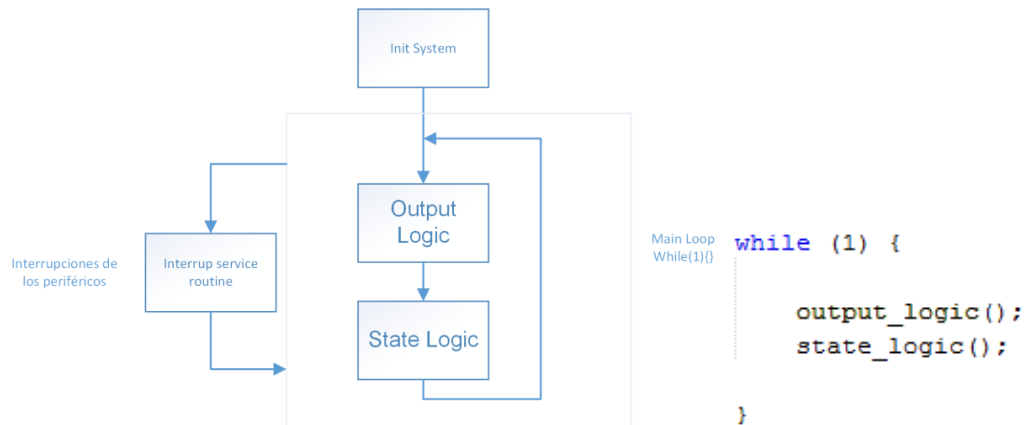 Init System
Output
Logic
State Logic
Interrup service
routine
Interrupciones de
los periféricos
Main Loop
While(1){}
while (1) {
output_logic();
state_logic();
}